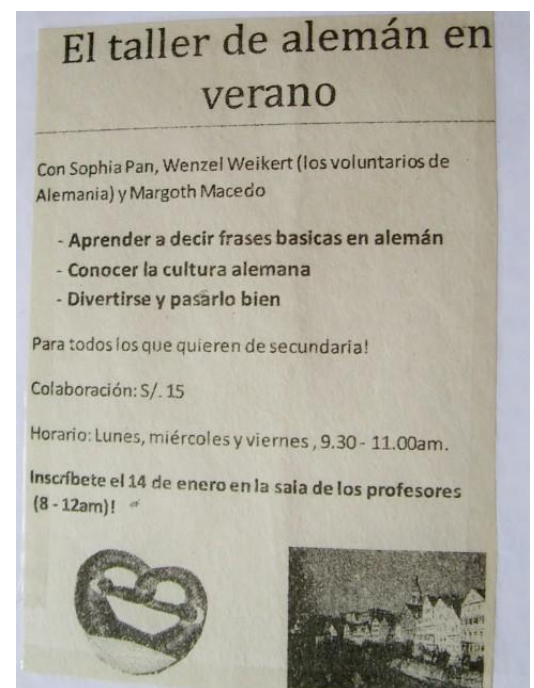 El taller de alemán en
verano
Con Sophia Pan, Wenzel Weikert (los voluntarios de
Alemania) y Margoth Macedo
- Aprender a decir frases basicas en alemán
- Conocer la cultura alemana
- Divertirse y pasarlo bien
Para todos los que quieren de secundaria!
Colaboración: S/. 15
Horario: Lunes, miércoles y viernes , 9.30 - 11.00am.
Inscríbete el 14 de enero en la sala de los profesores
(8 - 12am)!